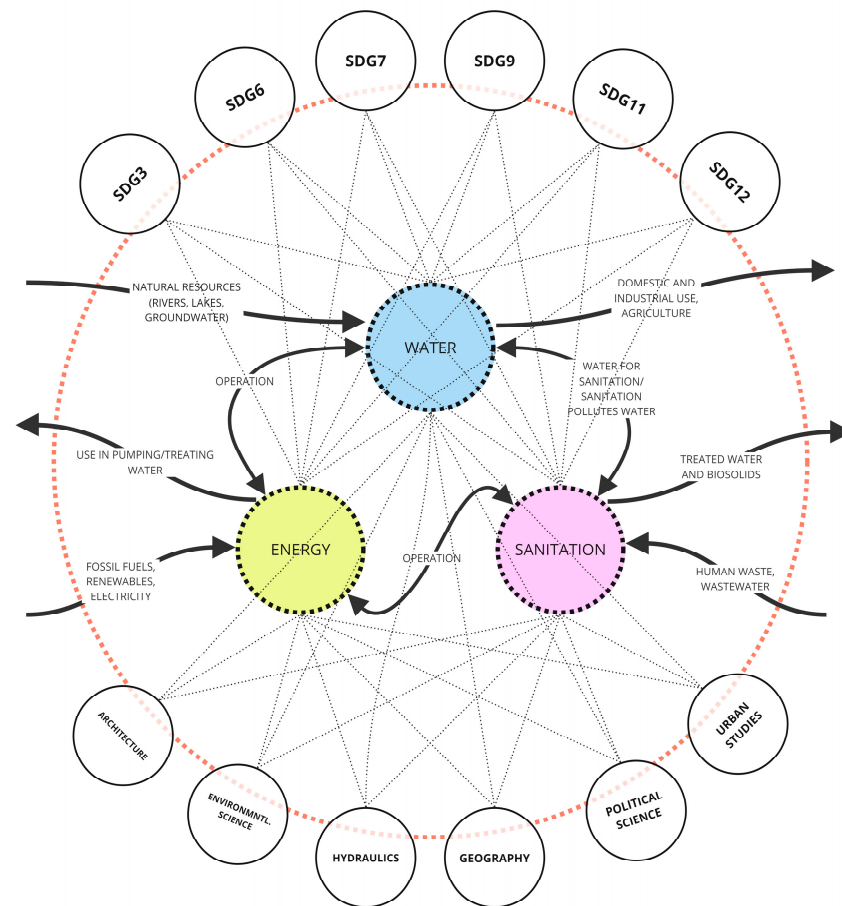 SDG7
SDG9
SDG6
SDG11
SDG3
SDG12
NATURAL RESOURCES
(RIVERS, LAKES,
GROUNDWATER)
DOMESTIC AND
INDUSTRIAL USE,
AGRICULTURE
WATER
OPERATION
WATER FOR
SANITATION/
SANITATION
POLLUTES WATER
USE IN PUMPING/TREATING
WATER
TREATED WATER
AND BIOSOLIDS
ENERGY
OPERATION
SANITATION
FOSSIL FUELS,
RENEWABLES,
ELECTRICITY
HUMAN WASTE,
WASTEWATER
ARCHITECTURE
URBAN
STUDIES
ENVIRONMNTL.
SCIENCE
POLITICAL
SCIENCE
HYDRAULICS
GEOGRAPHY